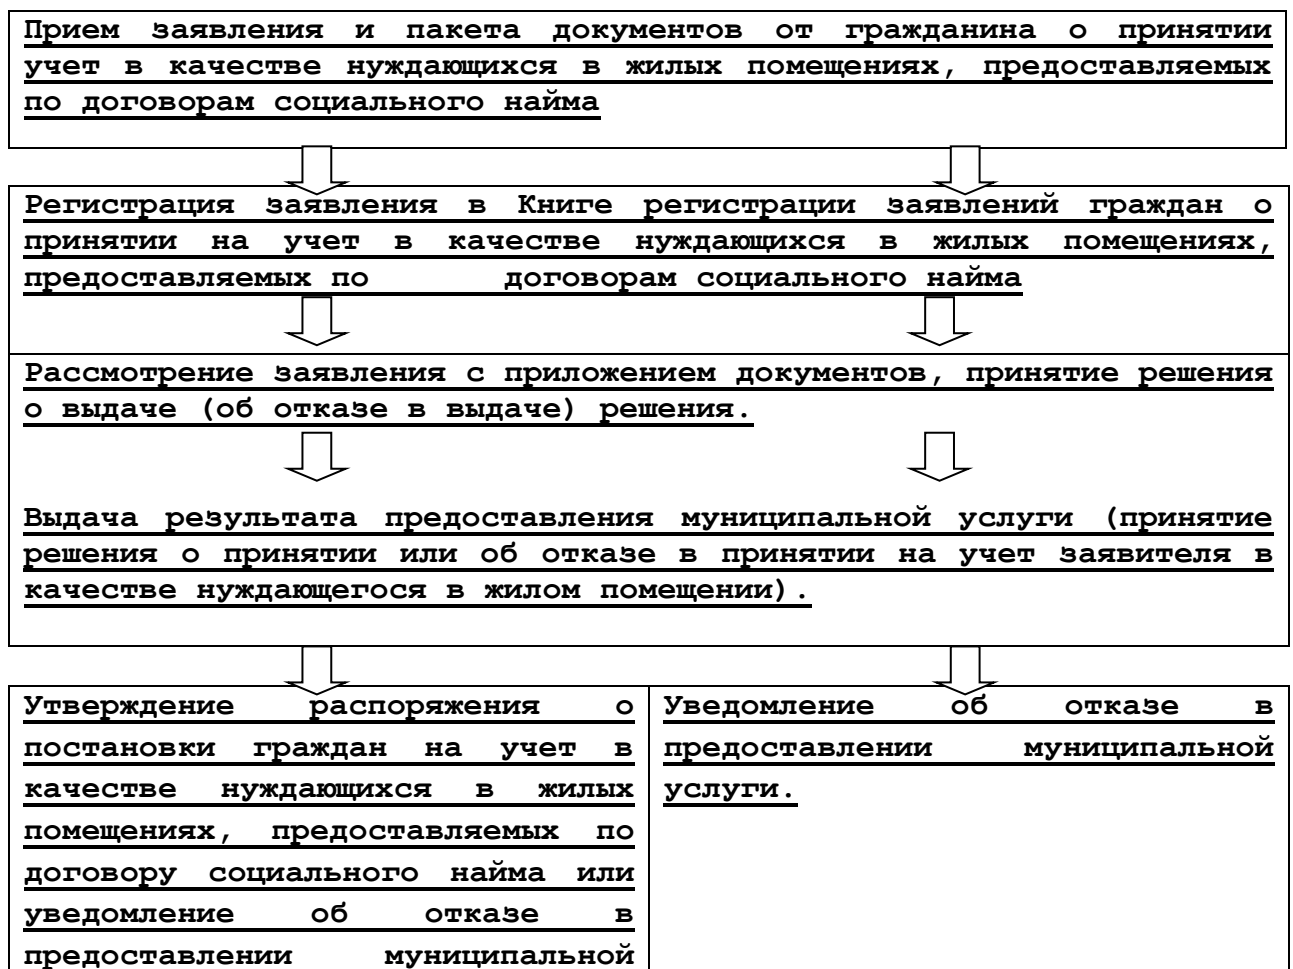 Прием заявления и пакета документов от гражданина о принятии
учет в качестве нуждающихся в жилых помещениях, предоставляемых
по договорам социального найма
Регистрация заявления в Книге регистрации заявлений граждан о
принятии на учет в качестве нуждающихся в жилых помещениях,
предоставляемых по договорам социального найма
Рассмотрение заявления с приложением документов, принятие решения
о выдаче (об отказе в выдаче) решения.
Выдача результата предоставления муниципальной услуги (принятие
решения о принятии или об отказе в принятии на учет заявителя в
качестве нуждающегося в жилом помещении).
Утверждение распоряжения о
постановки граждан на учет в
качестве нуждающихся в жилых
помещениях, предоставляемых по
договору социального найма или
уведомление об отказе в
предоставлении муниципальной
Уведомление об отказе в
предоставлении муниципальной
услуги.